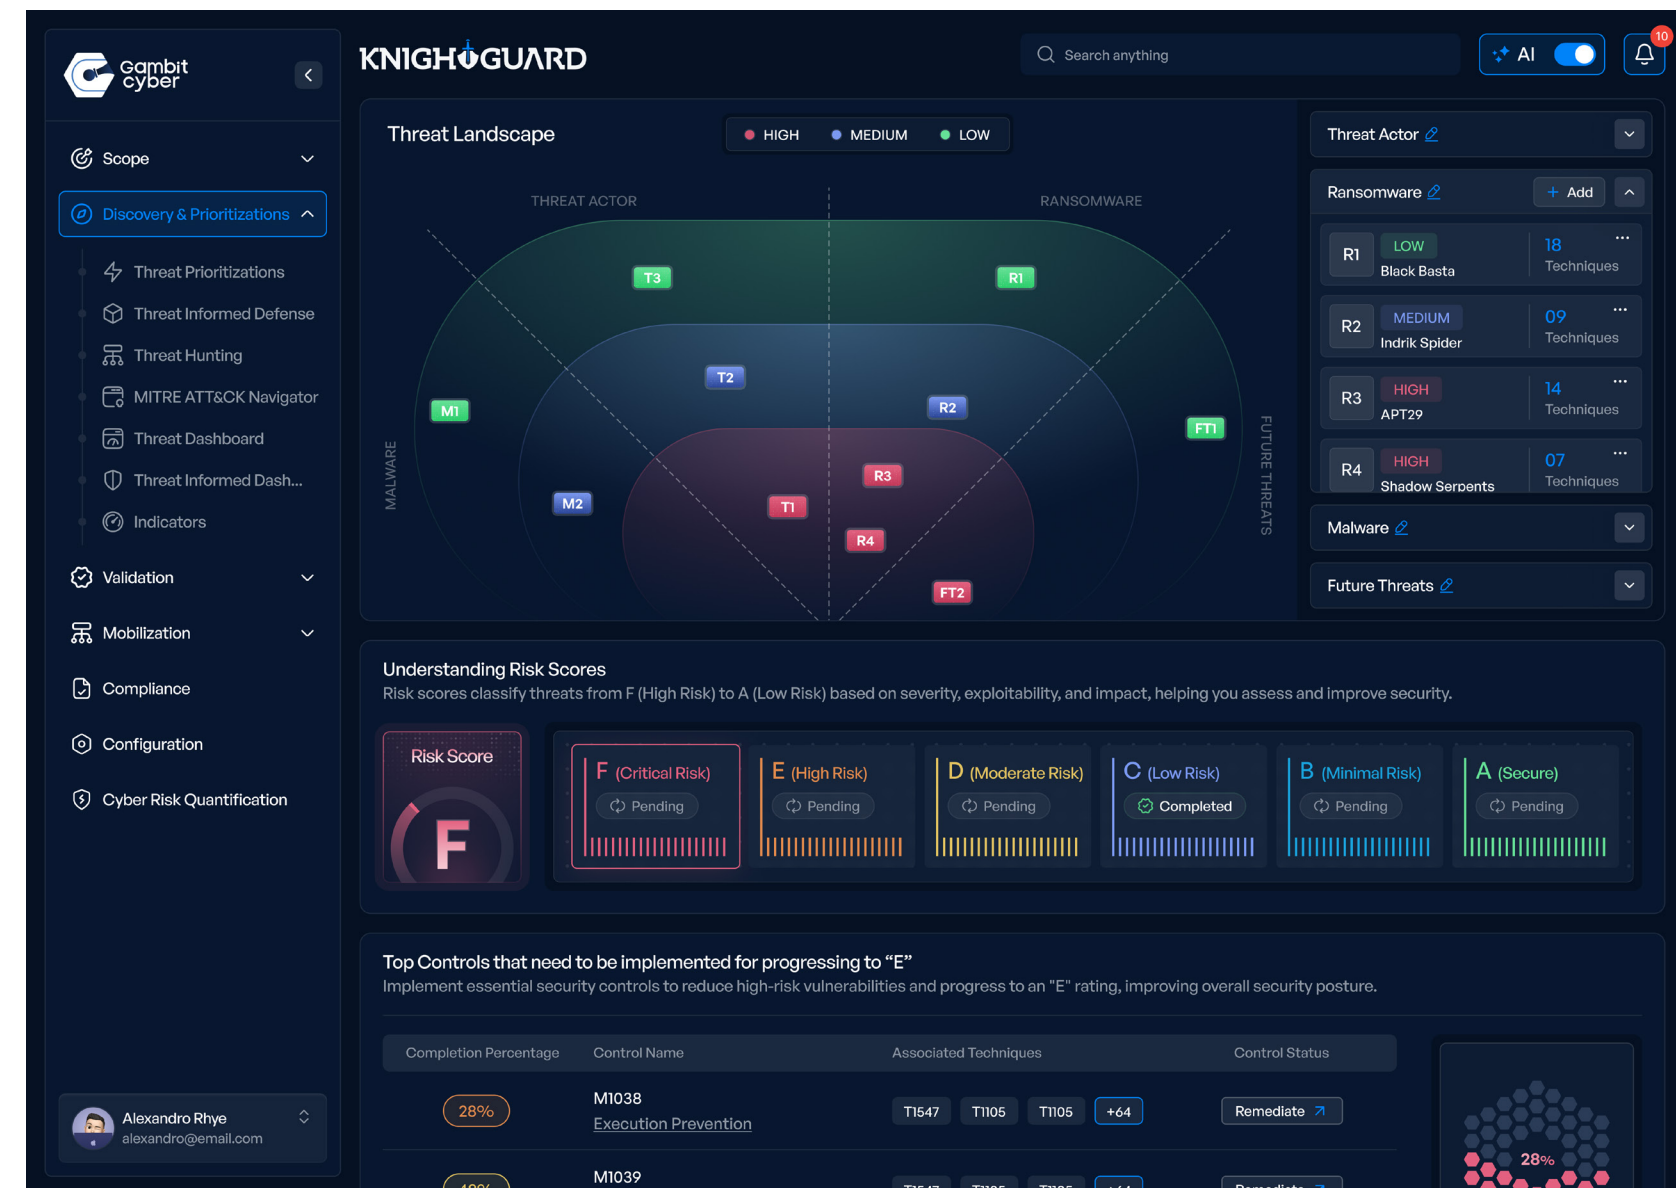 Gambit
cyber
Scope
Discovery & Prioritizations
Threat Prioritizations
Threat Informed Defense
Threat Hunting
MITRE ATT&CK Navigator
Threat Dashboard
Threat Informed Dash...
Indicators
Validation
Mobilization
Compliance
Configuration
Cyber Risk Quantification
Alexandro Rhye
alexandro@email.com
KNIGHTGUARD
Search anything
AI
10
Threat Landscape
HIGH
MEDIUM
LOW
THREAT ACTOR
RANSOMWARE
MALWARE
FUTURE THREATS
T3
R1
T2
R2
M1
FT1
R3
M2
T1
R4
FT2
Threat Actor
Ransomware
+ Add
R1
LOW
Black Basta
18
Techniques
R2
MEDIUM
Indrik Spider
09
Techniques
R3
HIGH
APT29
14
Techniques
R4
HIGH
Shadow Serpents
07
Techniques
Malware
Future Threats
Understanding Risk Scores
Risk scores classify threats from F (High Risk) to A (Low Risk) based on severity, exploitability, and impact, helping you assess and improve security.
Risk Score
F
F (Critical Risk)
Pending
E (High Risk)
Pending
D (Moderate Risk)
Pending
C (Low Risk)
Completed
B (Minimal Risk)
Pending
A (Secure)
Pending
Top Controls that need to be implemented for progressing to “E”
Implement essential security controls to reduce high-risk vulnerabilities and progress to an "E" rating, improving overall security posture.
Completion Percentage
Control Name
Associated Techniques
Control Status
28%
M1038
Execution Prevention
T1547
T1105
T1105
+64
Remediate
M1039
T1547
T1105
T1105
+64
Remediate
28%